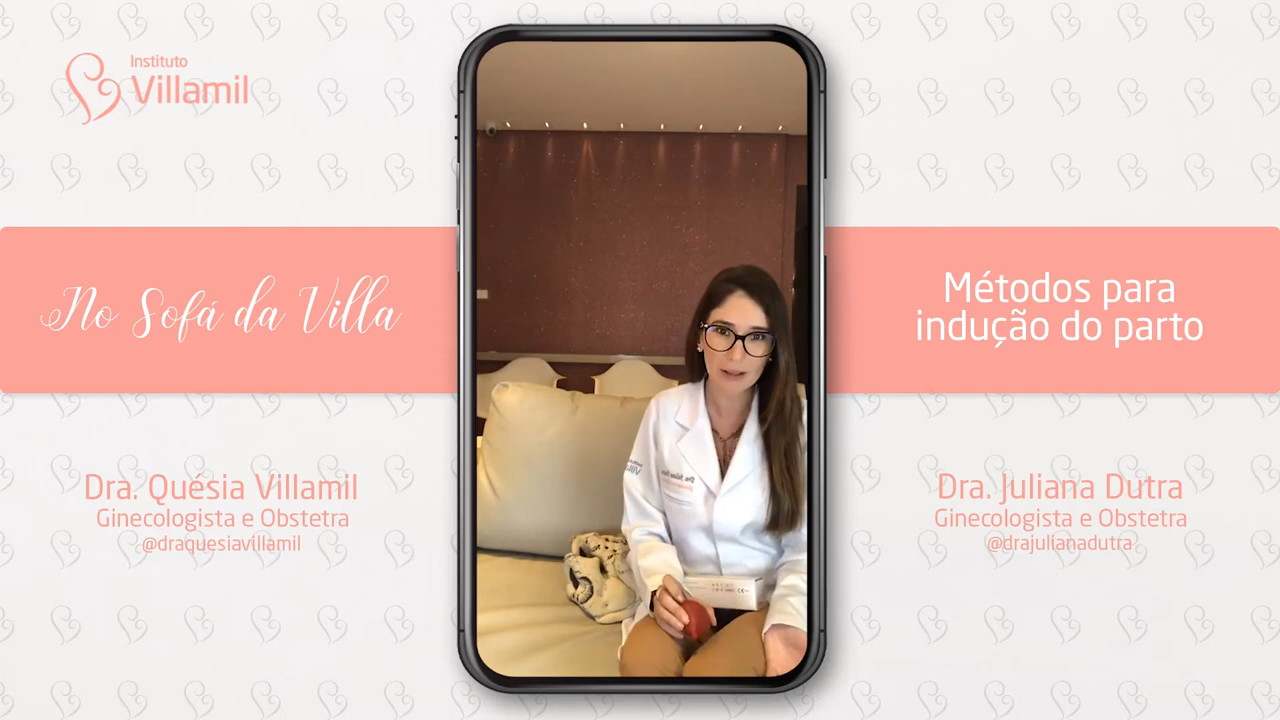 Instituto
Villamil
No Sofá da Villa
Métodos para
indução do parto
Dra. Quésia Villamil
Ginecologista e Obstetra
@draquesiavillamil
Dra. Juliana Dutra
Ginecologista e Obstetra
@drajulianadutra